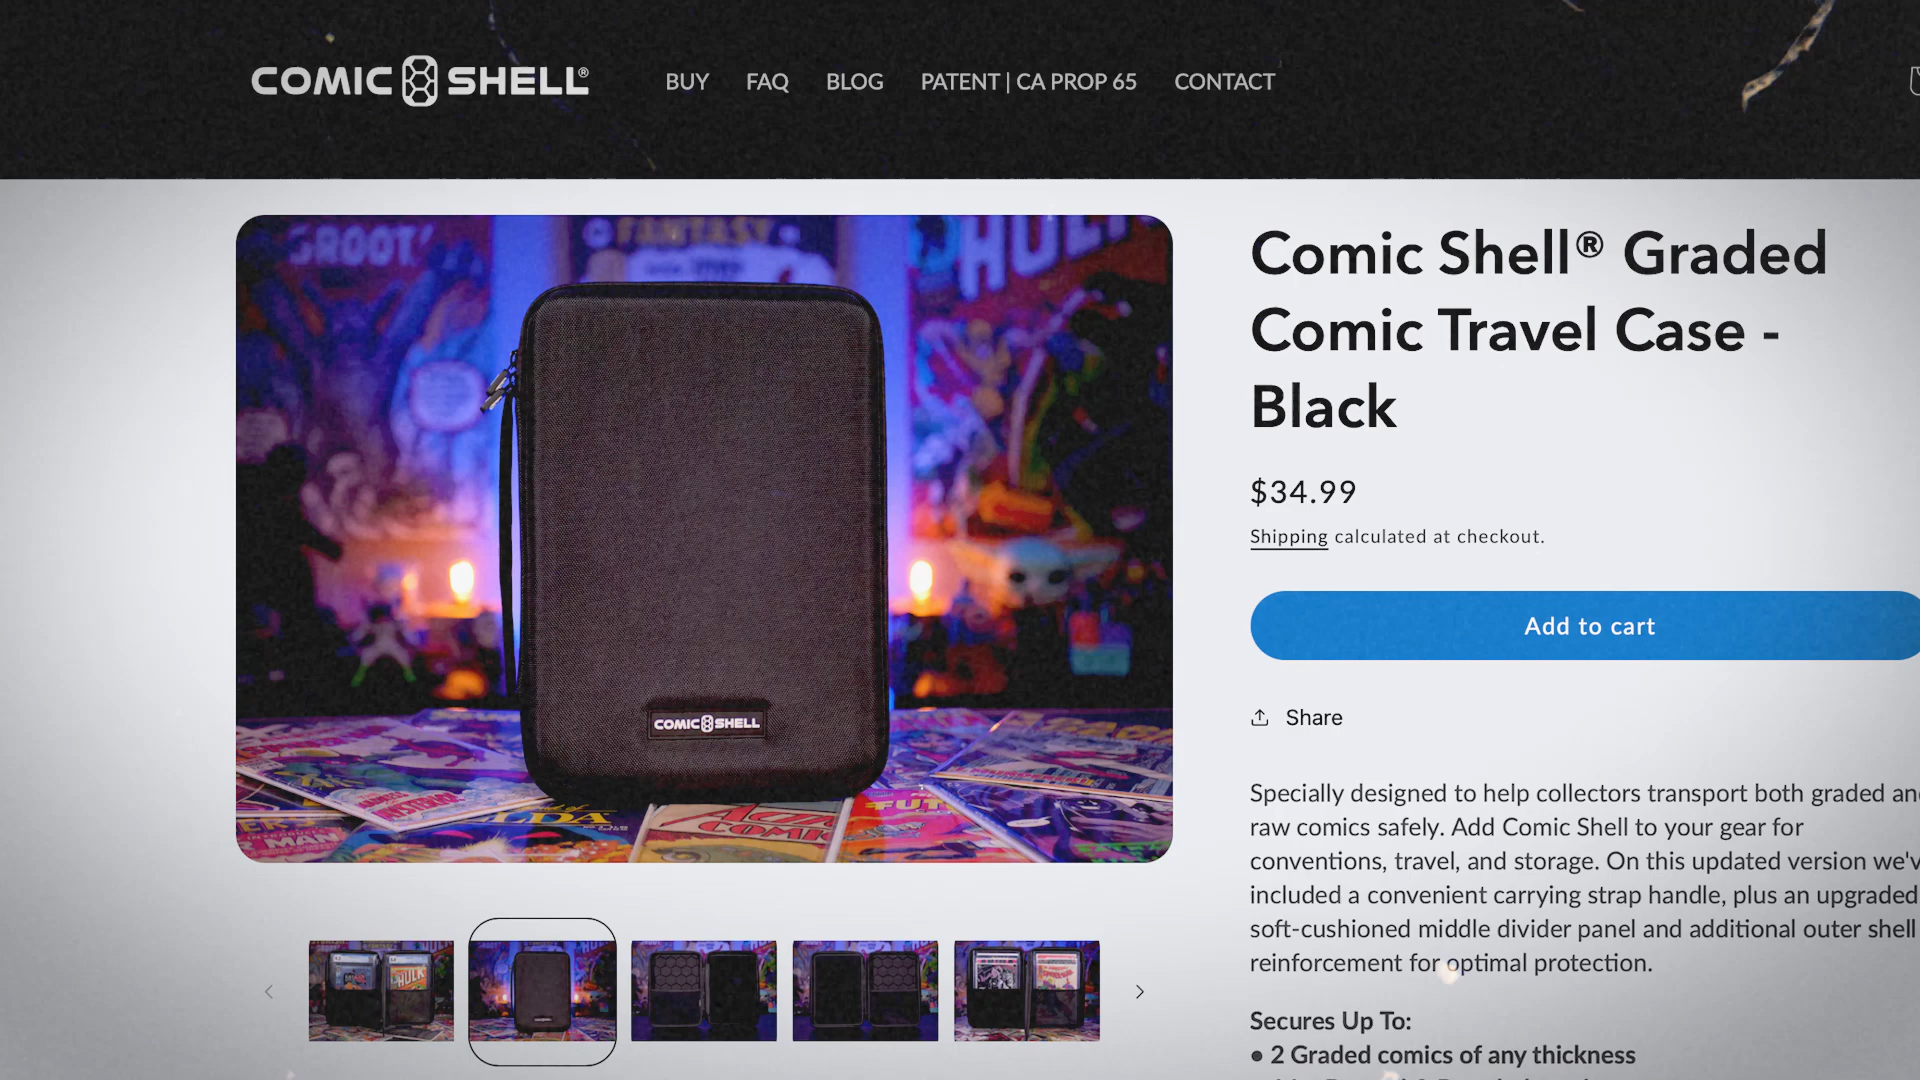 COMIC SHELL®
BUY FAQ BLOG PATENT | CA PROP 65 CONTACT
GROOT!
FANTASY
HULK
COMIC SHELL
Comic Shell® Graded
Comic Travel Case -
Black
$34.99
Shipping calculated at checkout.
Add to cart
Share
Specially designed to help collectors transport both graded an
raw comics safely. Add Comic Shell to your gear for
conventions, travel, and storage. On this updated version we'v
included a convenient carrying strap handle, plus an upgraded
soft-cushioned middle divider panel and additional outer shell
reinforcement for optimal protection.
Secures Up To:
● 2 Graded comics of any thickness